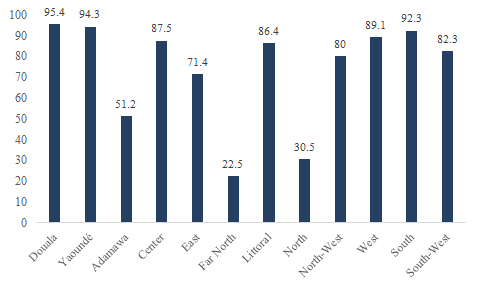 100
90
80
70
60
50
40
30
20
10
0
95.4
94.3
51.2
87.5
71.4
22.5
86.4
30.5
80
89.1
92.3
82.3
Douala
Yaoundé
Adamawa
Center
East
Far North
Littoral
North
North-West
West
South
South-West